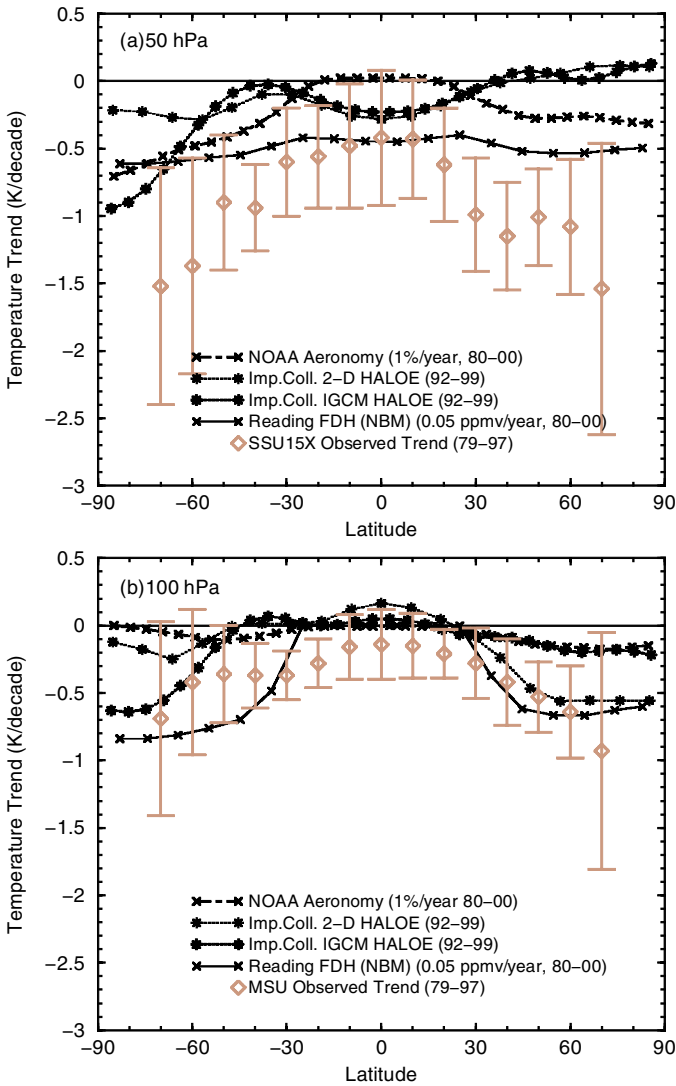 (a)50 hPa
0.5
0
−0.5
−1
−1.5
−2
−2.5
−3
Temperature Trend (K/decade)
NOAA Aeronomy (1%/year, 80−00)
Imp.Coll. 2−D HALOE (92−99)
Imp.Coll. IGCM HALOE (92−99)
Reading FDH (NBM) (0.05 ppmv/year, 80−00)
SSU15X Observed Trend (79−97)
−90 −60 −30 0 30 60 90
Latitude
(b)100 hPa
0.5
0
−0.5
−1
−1.5
−2
−2.5
−3
Temperature Trend (K/decade)
NOAA Aeronomy (1%/year 80−00)
Imp.Coll. 2−D HALOE (92−99)
Imp.Coll. IGCM HALOE (92−99)
Reading FDH (NBM) (0.05 ppmv/year, 80−00)
MSU Observed Trend (79−97)
−90 −60 −30 0 30 60 90
Latitude